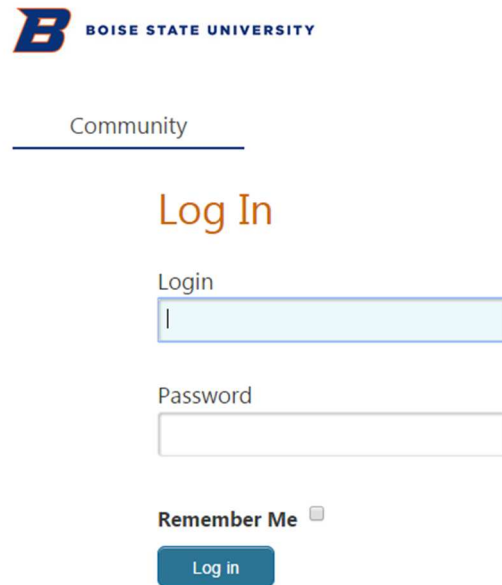 B BOISE STATE UNIVERSITY
Community
Log In
Login
Password
Remember Me
Log in